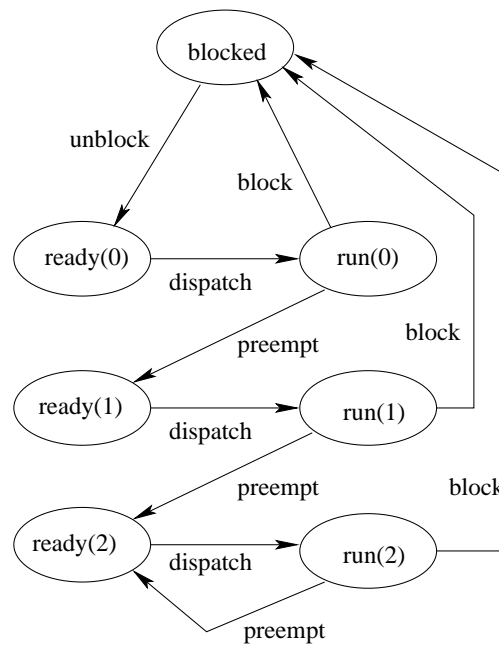 blocked
unblock
block
ready(0)
run(0)
dispatch
preempt
block
ready(1)
run(1)
dispatch
preempt
block
ready(2)
run(2)
dispatch
preempt